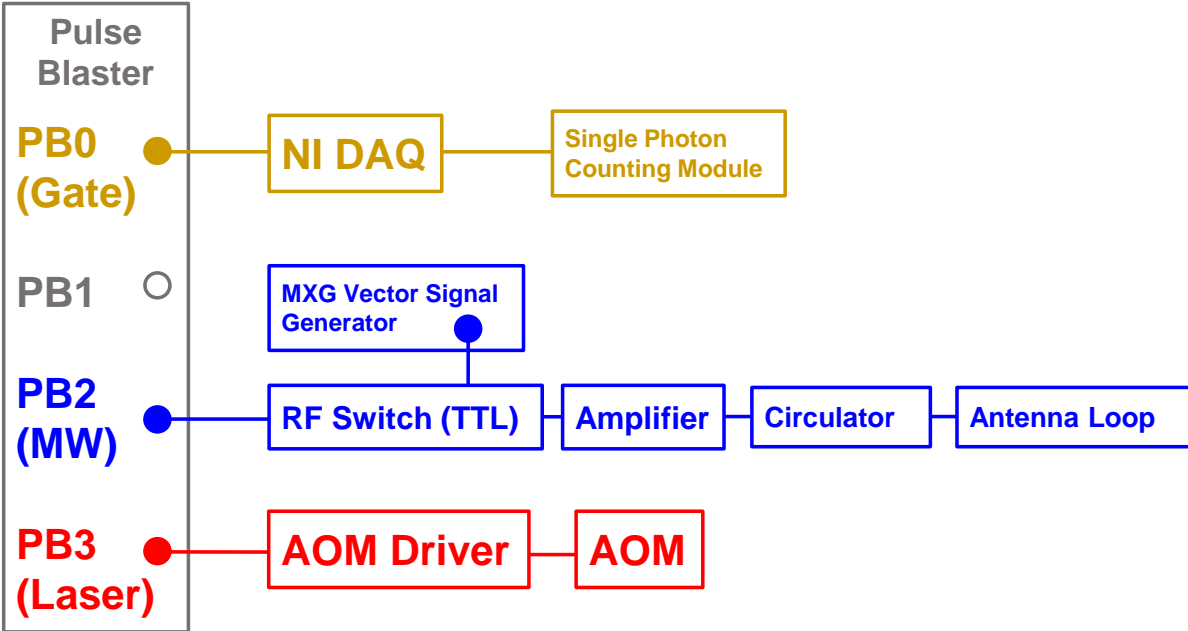 Pulse
Blaster
PB0
(Gate)
NI DAQ
Single Photon
Counting Module
PB1
MXG Vector Signal
Generator
PB2
(MW)
RF Switch (TTL)
Amplifier
Circulator
Antenna Loop
PB3
(Laser)
AOM Driver
AOM